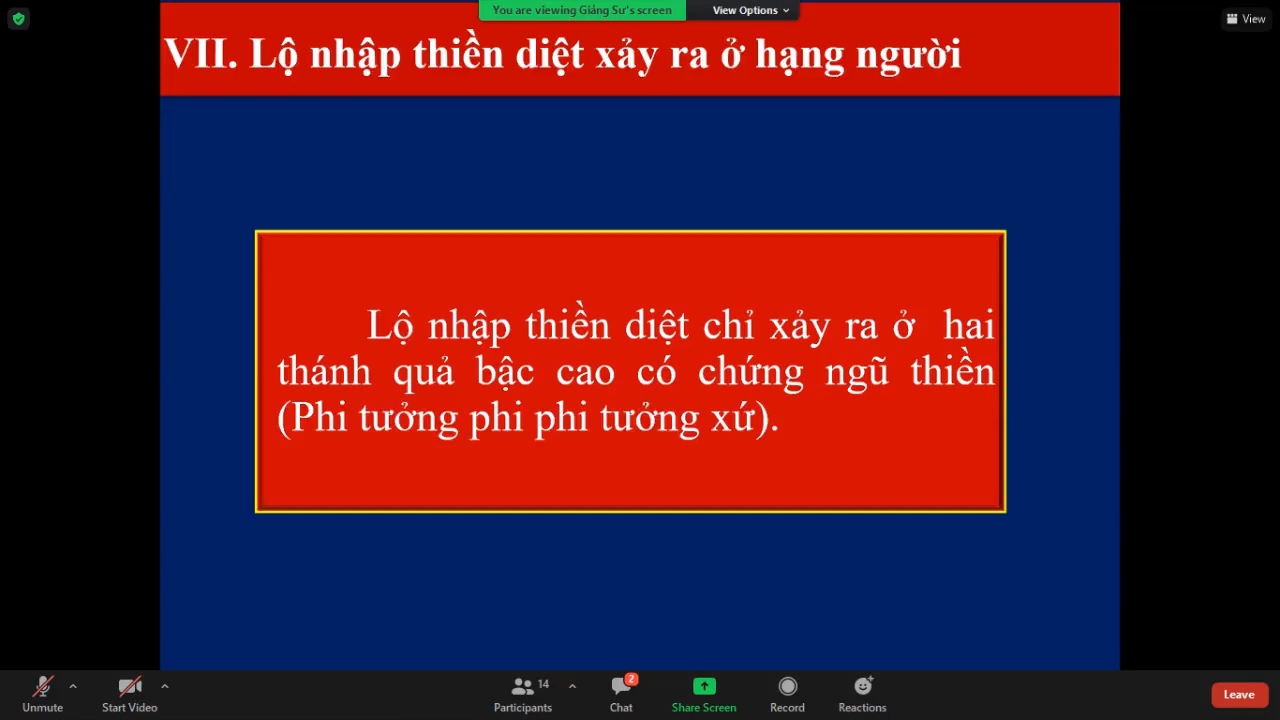 You are viewing Giảng Sư's screen
View Options
View
VII. Lộ nhập thiền diệt xảy ra ở hạng người
Lộ nhập thiền diệt chỉ xảy ra ở hai
thánh quả bậc cao có chứng ngũ thiền
(Phi tưởng phi phi tưởng xứ).
Unmute
Start Video
14
Participants
2
Chat
Share Screen
Record
Reactions
Leave